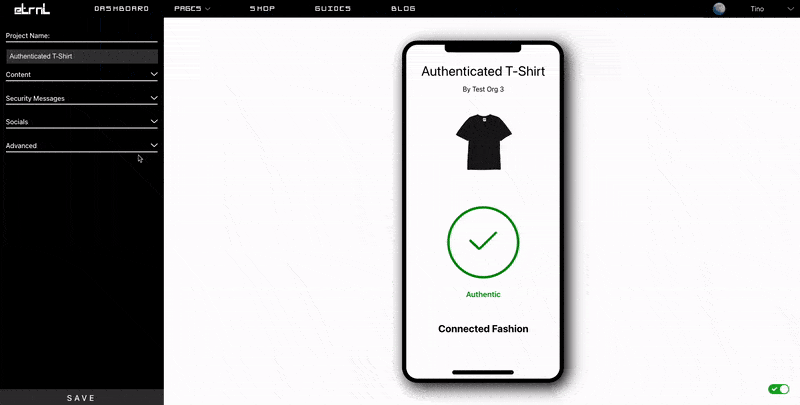 etrnl DASHBOARD PAGES SHOP GUIDES BLOG Tino
Project Name:
Authenticated T-Shirt
Content
Security Messages
Socials
Advanced
SAVE
Authenticated T-Shirt
By Test Org 3
Authentic
Connected Fashion